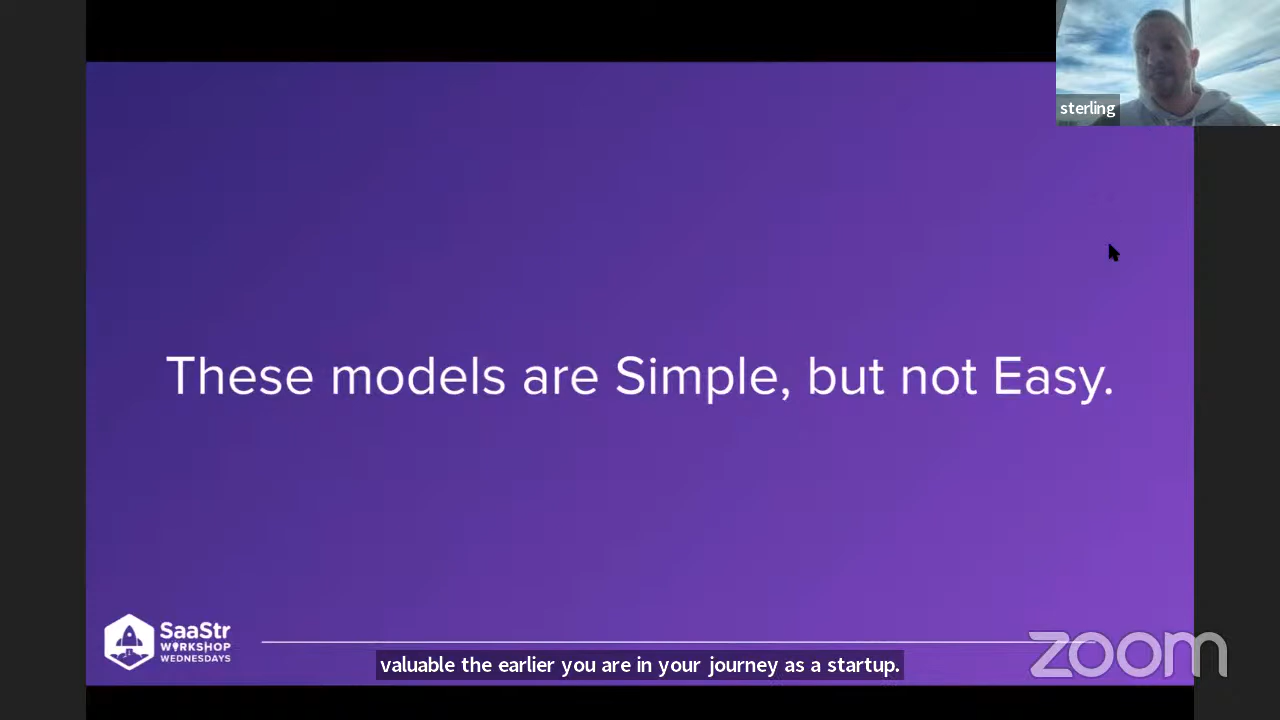 sterling
These models are Simple, but not Easy.
SaaStr
WORKSHOP
WEDNESDAYS
valuable the earlier you are in your journey as a startup.
zoom